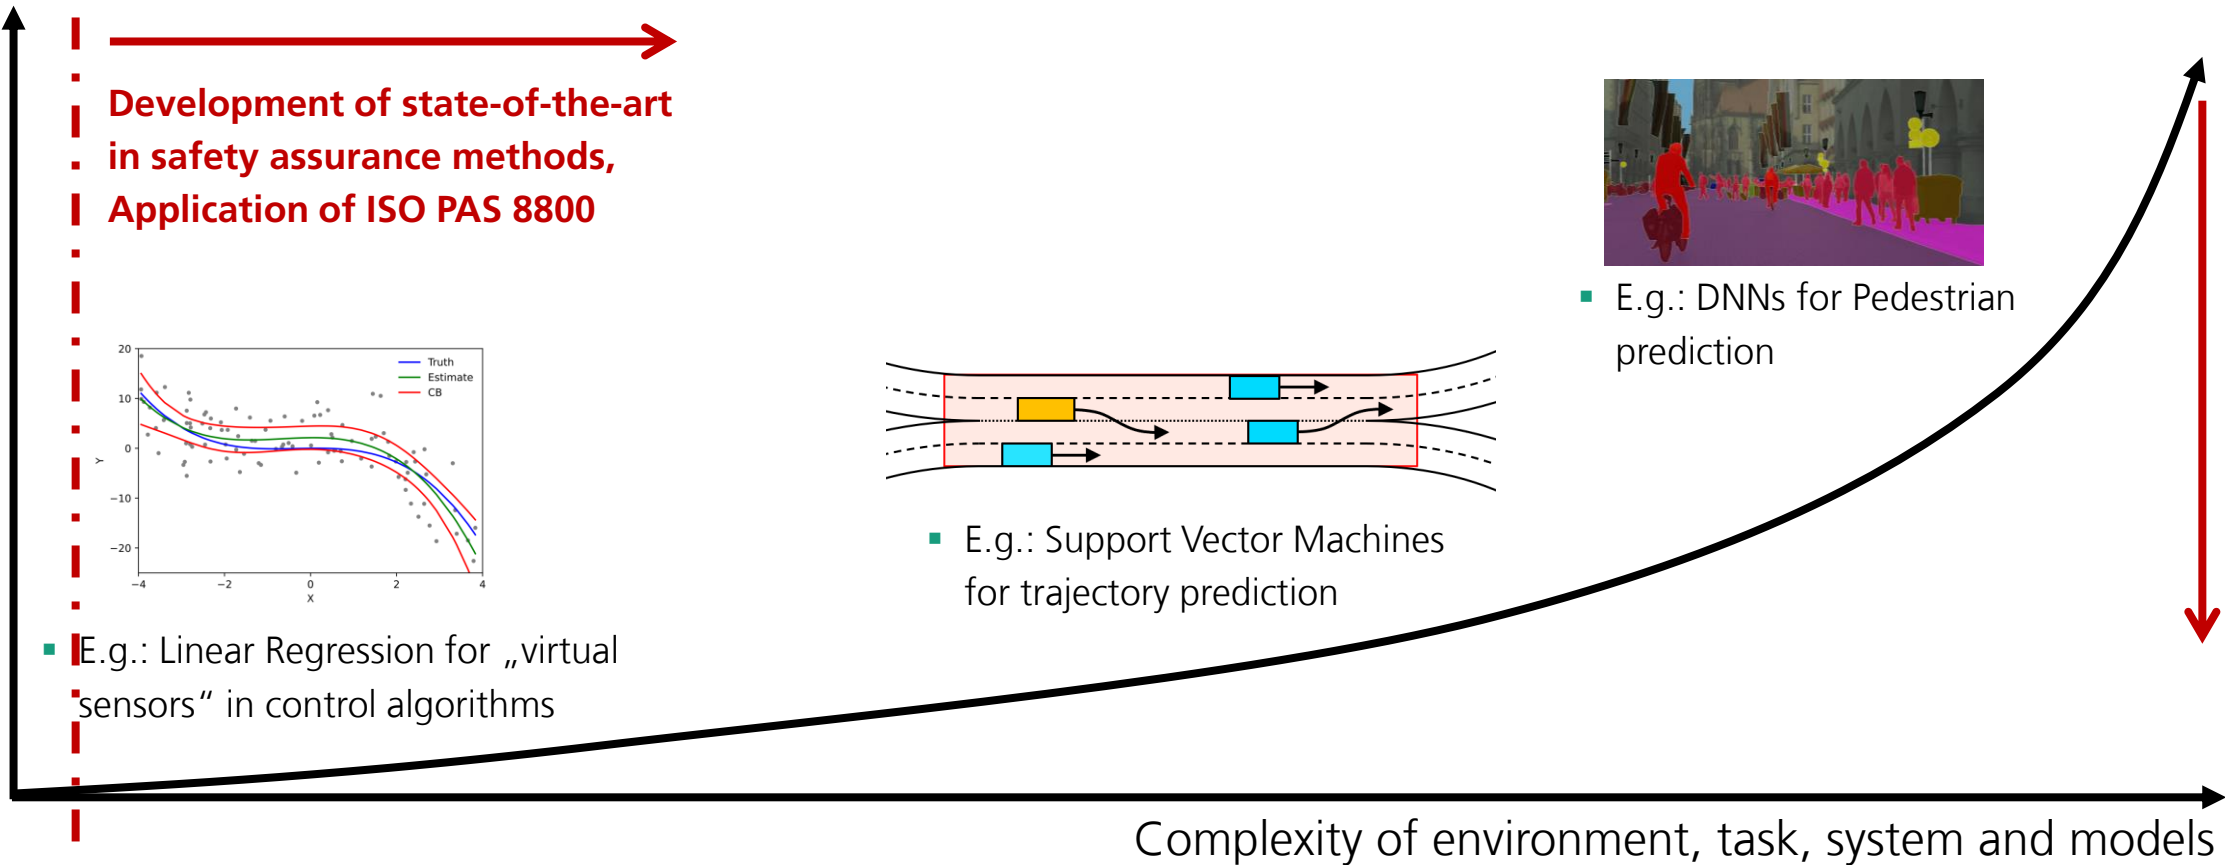 Development of state-of-the-art
in safety assurance methods,
Application of ISO PAS 8800
20
10
0
−10
−20
Y
−4
−2
0
2
4
X
Truth
Estimate
CB
E.g.: Linear Regression for „virtual
sensors“ in control algorithms
E.g.: Support Vector Machines
for trajectory prediction
E.g.: DNNs for Pedestrian
prediction
Complexity of environment, task, system and models